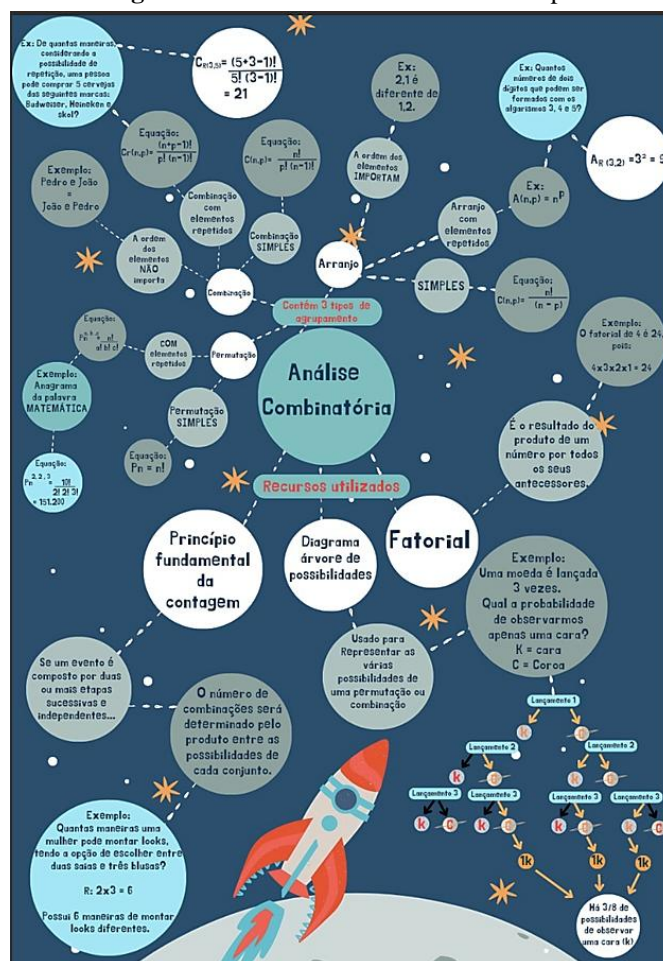 Ex: De quantas maneiras,
considerando a
possibilidade de
repetição, uma pessoa
pode comprar 5 cervejas
das seguintes marcas:
Budweiser, Heineken e
skol?
CR(3,5)= (5+3-1)!
5! (3-1)!
= 21
Ex:
2,1 é
diferente de
1,2.
Ex: Quantos
números de dois
dígitos que podem ser
formados com os
algarismos 3, 4 e 5?
AR (3,2) =3² = 9
Equação:
Cr(n,p)= (n+p-1)!
p! (n-1)!
Equação:
C(n,p)= n!
p! (n-1)!
A ordem dos
elementos
IMPORTAM
Ex:
A(n,p) = n^p
Exemplo:
Pedro e João
=
João e Pedro
Combinação
com
elementos
repetidos
Combinação
SIMPLES
Arranjo
com
elementos
repetidos
A ordem
dos
elementos
NÃO
importa
Arranjo
SIMPLES
Combinação
Equação:
C(n,p)= n!
(n - p)
Contém 3 tipos de
agrupamento
Equação:
Pn^a,b,c = n!
a! b! c!
COM
elementos
repetidos
Permutação
Exemplo:
O fatorial de 4 é 24,
pois:
4x3x2x1 = 24
Exemplo:
Anagrama
da palavra
MATEMÁTICA
Permutação
SIMPLES
Análise
Combinatória
Equação:
Pn = n!
Equação:
Pn^2, 2, 3 = 10!
2! 2! 3!
= 151.200
É o resultado do
produto de um
número por todos
os seus
antecessores.
Recursos utilizados
Princípio
fundamental
da
contagem
Diagrama
árvore de
possibilidades
Fatorial
Exemplo:
Uma moeda é lançada
3 vezes.
Qual a probabilidade
de observarmos
apenas uma cara?
K = cara
C = Coroa
Se um evento é
composto por duas
ou mais etapas
sucessivas e
independentes...
Usado para
Representar as
várias
possibilidades de
uma permutação ou
combinação
O número de
combinações será
determinado pelo
produto entre as
possibilidades de
cada conjunto.
Lançamento 1
k C
Lançamento 2 Lançamento 2
k C k C
Lançamento 3 Lançamento 3 Lançamento 3 Lançamento 3
k C k C k C k C
1k 1k 1k
Exemplo:
Quantas maneiras uma
mulher pode montar looks,
tendo a opção de escolher entre
duas saias e três blusas?
R: 2x3 = 6
Possui 6 maneiras de montar
looks diferentes.
Há 3/8 de
possibilidades
de observar
uma cara (k)